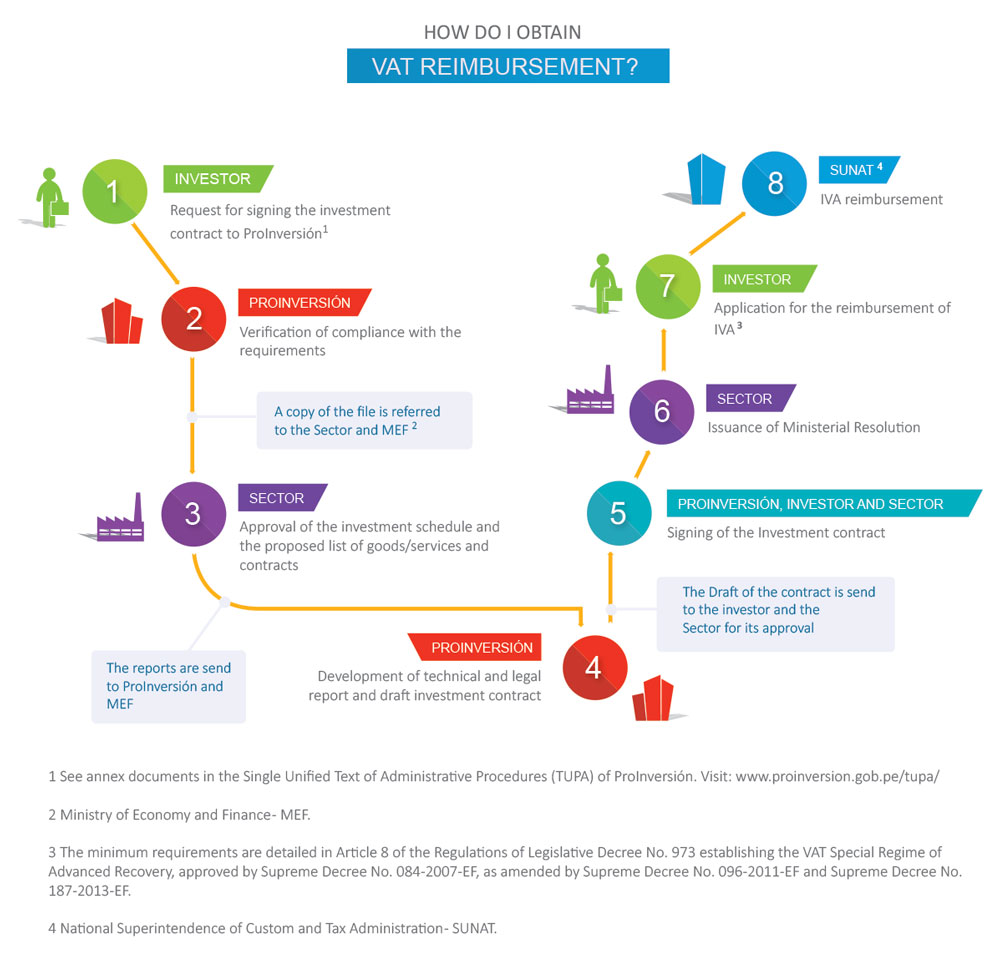 HOW DO I OBTAIN
VAT REIMBURSEMENT?
1
INVESTOR
Request for signing the investment
contract to ProInversión1
2
PROINVERSIÓN
Verification of compliance with the
requirements
A copy of the file is referred
to the Sector and MEF 2
3
SECTOR
Approval of the investment schedule and
the proposed list of goods/services and
contracts
The reports are send
to ProInversión and
MEF
4
PROINVERSIÓN
Development of technical and legal
report and draft investment contract
The Draft of the contract is send
to the investor and the
Sector for its approval
5
PROINVERSIÓN, INVESTOR AND SECTOR
Signing of the Investment contract
6
SECTOR
Issuance of Ministerial Resolution
7
INVESTOR
Application for the reimbursement of
IVA 3
8
SUNAT 4
IVA reimbursement
1 See annex documents in the Single Unified Text of Administrative Procedures (TUPA) of ProInversión. Visit: www.proinversion.gob.pe/tupa/
2 Ministry of Economy and Finance- MEF.
3 The minimum requirements are detailed in Article 8 of the Regulations of Legislative Decree No. 973 establishing the VAT Special Regime of
Advanced Recovery, approved by Supreme Decree No. 084-2007-EF, as amended by Supreme Decree No. 096-2011-EF and Supreme Decree No.
187-2013-EF.
4 National Superintendence of Custom and Tax Administration- SUNAT.